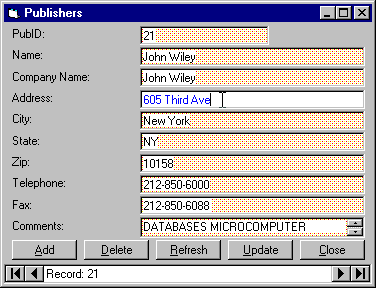 Publishers
PubID: 21
Name: John Wiley
Company Name: John Wiley
Address: 605 Third Ave
City: New York
State: NY
Zip: 10158
Telephone: 212-850-6000
Fax: 212-850-6088
Comments: DATABASES MICROCOMPUTER
Add Delete Refresh Update Close
Record: 21